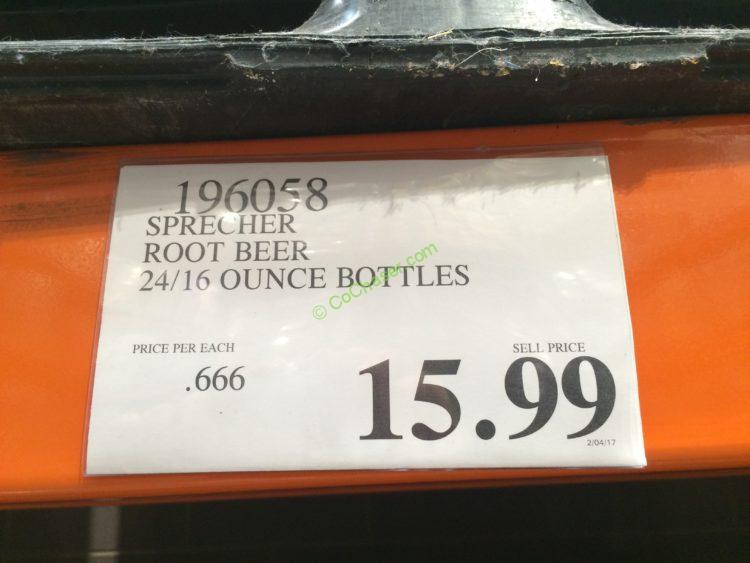 196058
SPRECHER
ROOT BEER
24/16 OUNCE BOTTLES
© CoChaser.com
PRICE PER EACH
.666
SELL PRICE
15.99
2/04/17